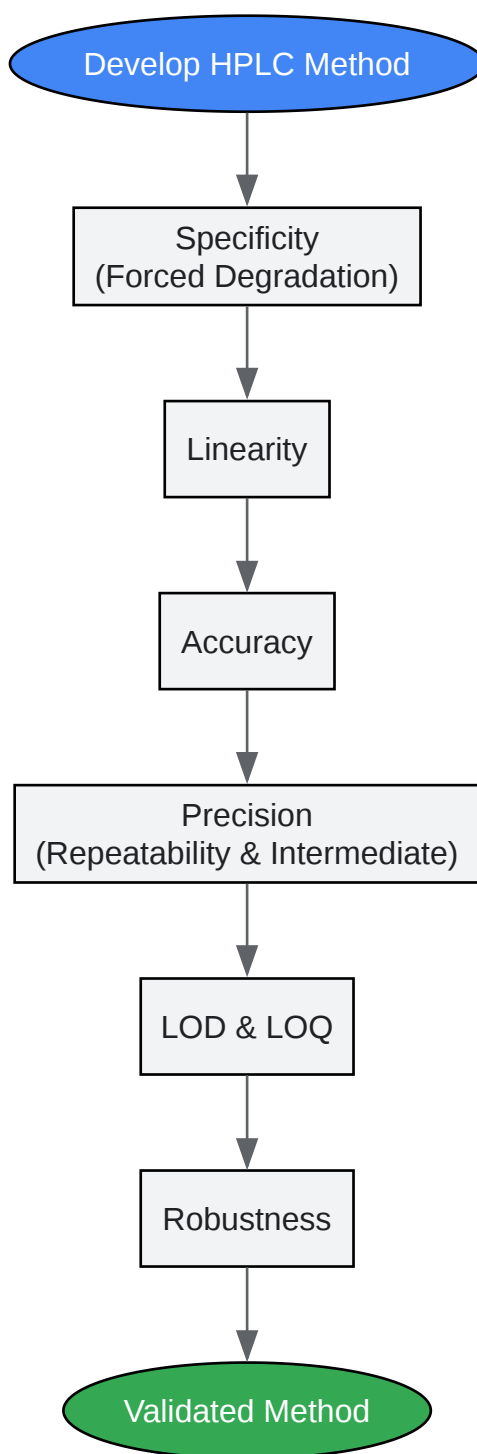 Develop HPLC Method
Specificity
(Forced Degradation)
Linearity
Accuracy
Precision
(Repeatability & Intermediate)
LOD & LOQ
Robustness
Validated Method